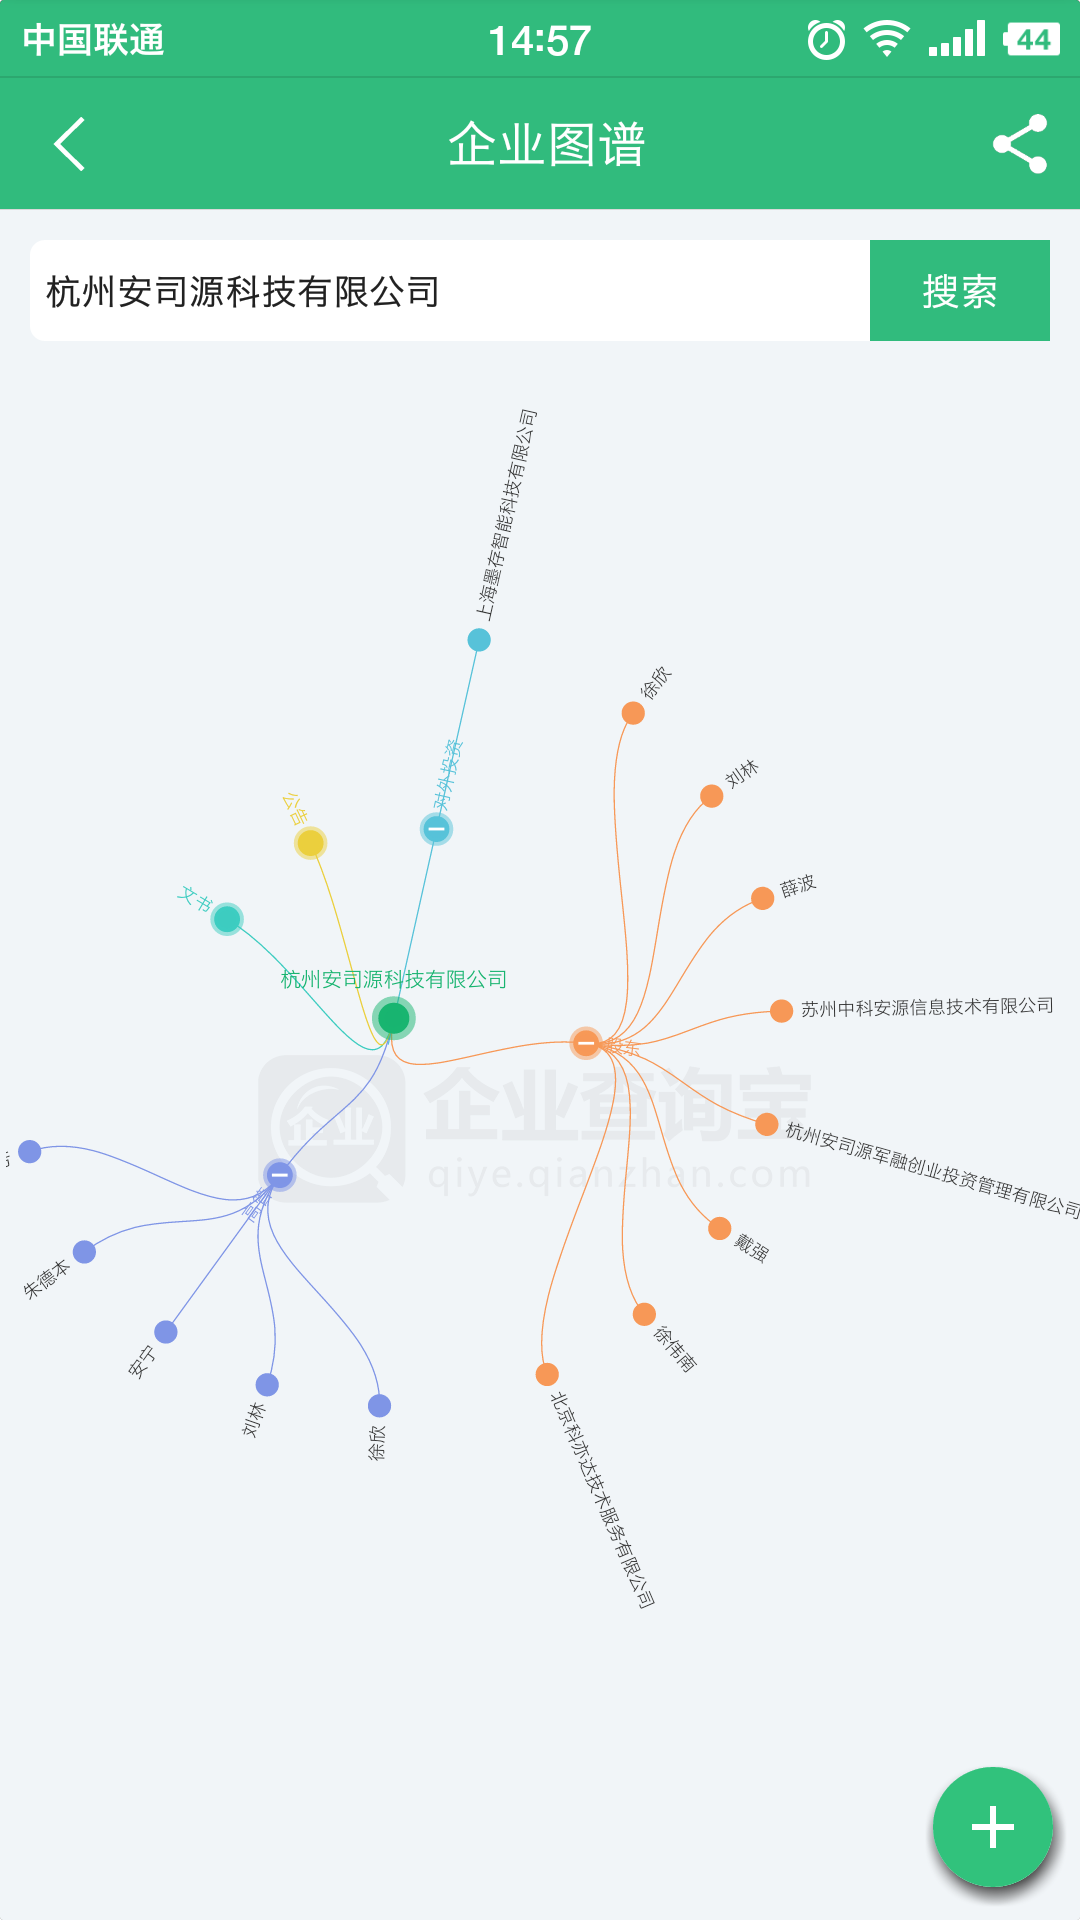 中国联通
14:57
44
企业图谱
杭州安司源科技有限公司
搜索
上海墨存智能科技有限公司
徐欣
对外投资
刘林
公告
薛波
文书
杭州安司源科技有限公司
苏州中科安源信息技术有限公司
股东
企业
企业查询宝
qiye.qianzhan.com
杭州安司源军融创业投资管理有限公司
高管
戴强
朱德本
徐伟南
安宁
刘林
徐欣
北京科亦达技术服务有限公司